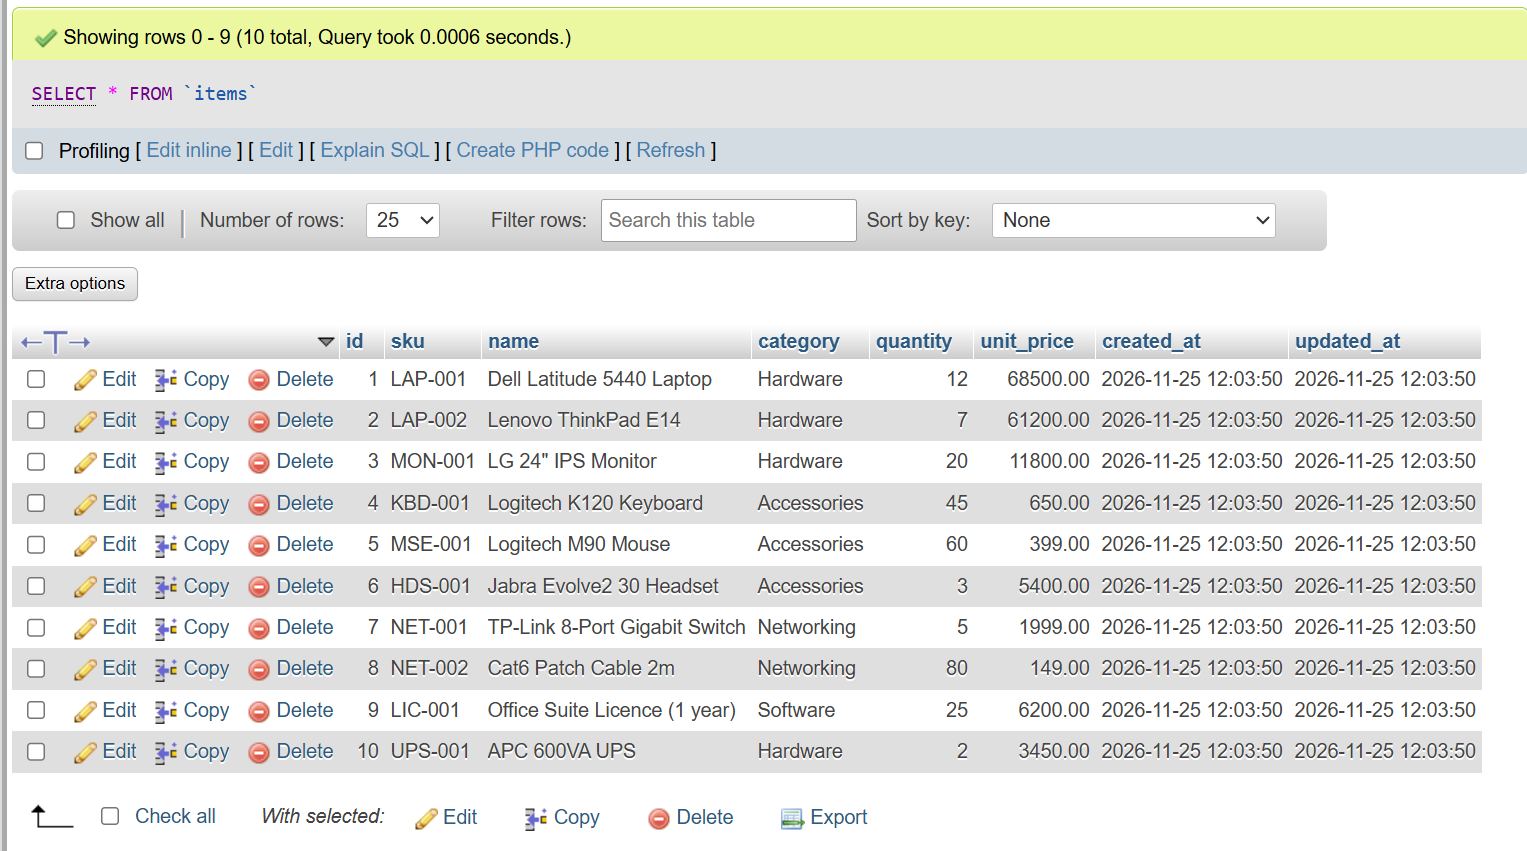 Showing rows 0 - 9 (10 total, Query took 0.0006 seconds.)
SELECT * FROM `items`
Profiling [ Edit inline ] [ Edit ] [ Explain SQL ] [ Create PHP code ] [ Refresh ]
Show all | Number of rows: 25 Filter rows: Search this table Sort by key: None
Extra options
id sku name category quantity unit_price created_at updated_at
Edit Copy Delete 1 LAP-001 Dell Latitude 5440 Laptop Hardware 12 68500.00 2026-11-25 12:03:50 2026-11-25 12:03:50
Edit Copy Delete 2 LAP-002 Lenovo ThinkPad E14 Hardware 7 61200.00 2026-11-25 12:03:50 2026-11-25 12:03:50
Edit Copy Delete 3 MON-001 LG 24" IPS Monitor Hardware 20 11800.00 2026-11-25 12:03:50 2026-11-25 12:03:50
Edit Copy Delete 4 KBD-001 Logitech K120 Keyboard Accessories 45 650.00 2026-11-25 12:03:50 2026-11-25 12:03:50
Edit Copy Delete 5 MSE-001 Logitech M90 Mouse Accessories 60 399.00 2026-11-25 12:03:50 2026-11-25 12:03:50
Edit Copy Delete 6 HDS-001 Jabra Evolve2 30 Headset Accessories 3 5400.00 2026-11-25 12:03:50 2026-11-25 12:03:50
Edit Copy Delete 7 NET-001 TP-Link 8-Port Gigabit Switch Networking 5 1999.00 2026-11-25 12:03:50 2026-11-25 12:03:50
Edit Copy Delete 8 NET-002 Cat6 Patch Cable 2m Networking 80 149.00 2026-11-25 12:03:50 2026-11-25 12:03:50
Edit Copy Delete 9 LIC-001 Office Suite Licence (1 year) Software 25 6200.00 2026-11-25 12:03:50 2026-11-25 12:03:50
Edit Copy Delete 10 UPS-001 APC 600VA UPS Hardware 2 3450.00 2026-11-25 12:03:50 2026-11-25 12:03:50
Check all With selected: Edit Copy Delete Export